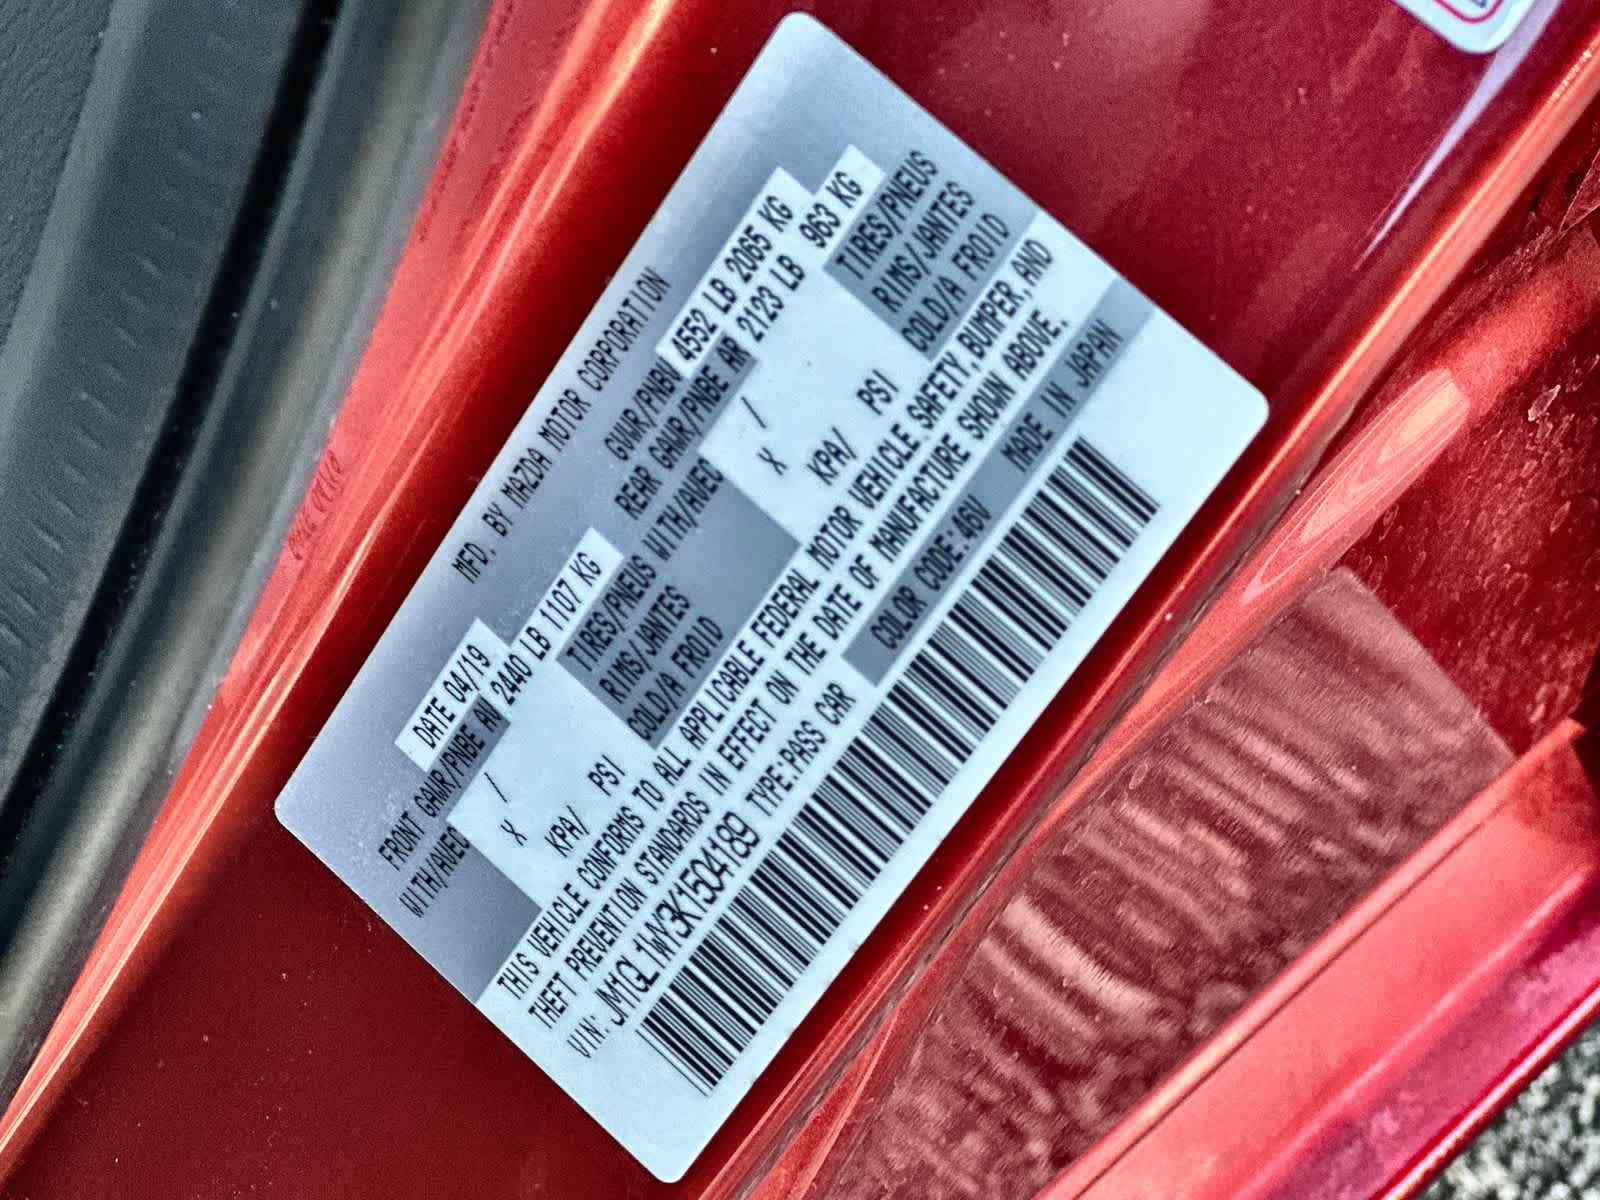 MFD. BY MAZDA MOTOR CORPORATION
DATE 04/19 GVWR/PNBV 4552 LB 2065 KG
FRONT GAWR/PNBE AV 2440 LB 1107 KG REAR GAWR/PNBE AR 2123 LB 963 KG
WITH/AVEC / TIRES/PNEUS WITH/AVEC / TIRES/PNEUS
X RIMS/JANTES X RIMS/JANTES
KPA/ PSI COLD/A FROID KPA/ PSI COLD/A FROID
THIS VEHICLE CONFORMS TO ALL APPLICABLE FEDERAL MOTOR VEHICLE SAFETY, BUMPER, AND
THEFT PREVENTION STANDARDS IN EFFECT ON THE DATE OF MANUFACTURE SHOWN ABOVE.
VIN: JM1GL1WY3K1504189 TYPE:PASS CAR COLOR CODE:46V MADE IN JAPAN